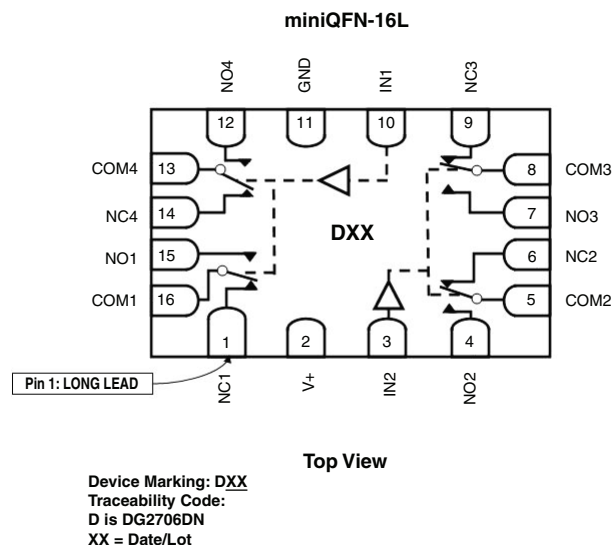 miniQFN-16L
NO4
GND
IN1
NC3
12
11
10
9
COM4
13
8
COM3
NC4
14
DXX
7
NO3
NO1
15
6
NC2
COM1
16
5
COM2
1
2
3
4
Pin 1: LONG LEAD
NC1
V+
IN2
NO2
Top View
Device Marking: DXX
Traceability Code:
D is DG2706DN
XX = Date/Lot